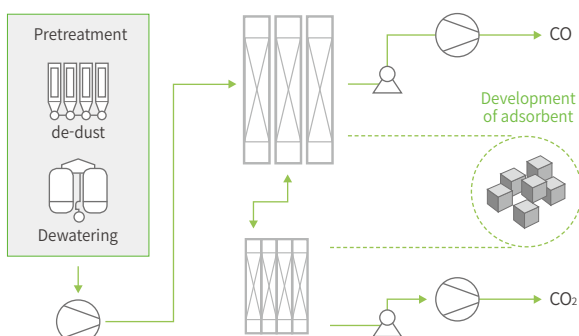 Pretreatment
de-dust
Dewatering
CO
Development
of adsorbent
CO₂